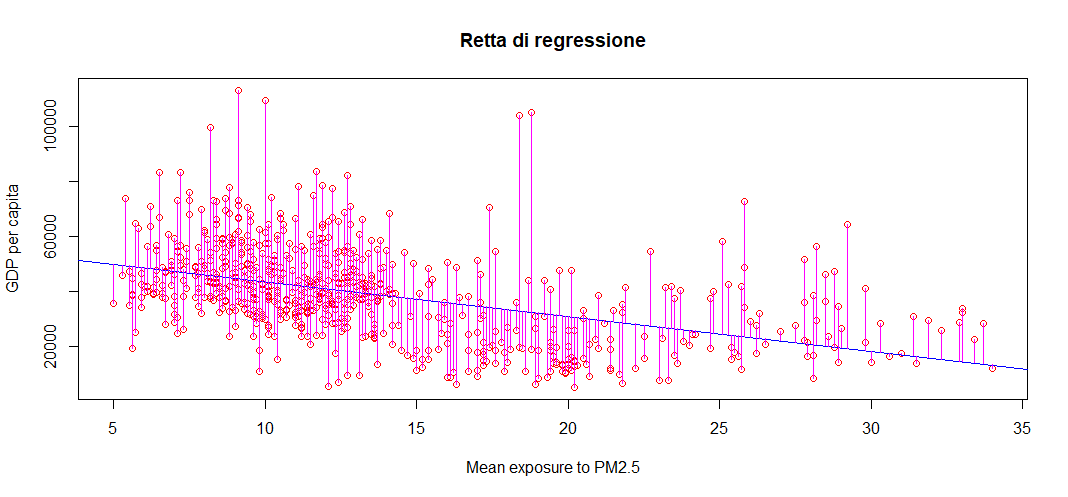 Retta di regressione
GDP per capita
100000
60000
20000
5 10 15 20 25 30 35
Mean exposure to PM2.5